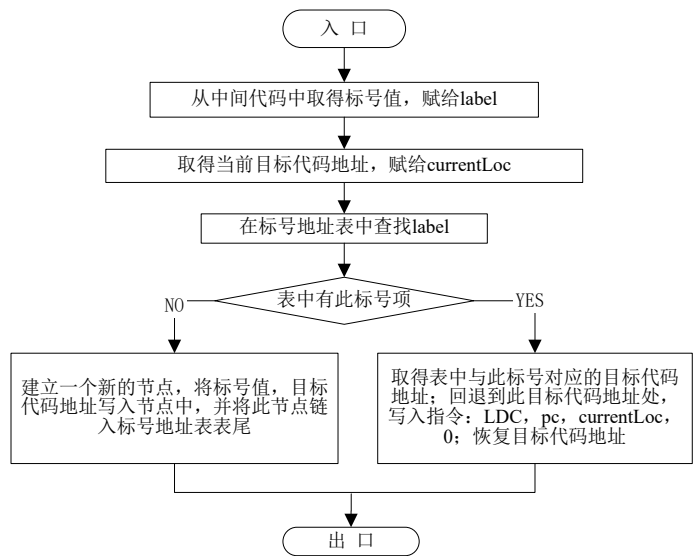 入 口
从中间代码中取得标号值，赋给label
取得当前目标代码地址，赋给currentLoc
在标号地址表中查找label
表中有此标号项
NO
YES
建立一个新的节点，将标号值，目标
代码地址写入节点中，并将此节点链
入标号地址表表尾
取得表中与此标号对应的目标代码
地址；回退到此目标代码地址处，
写入指令：LDC，pc，currentLoc，
0；恢复目标代码地址
出 口